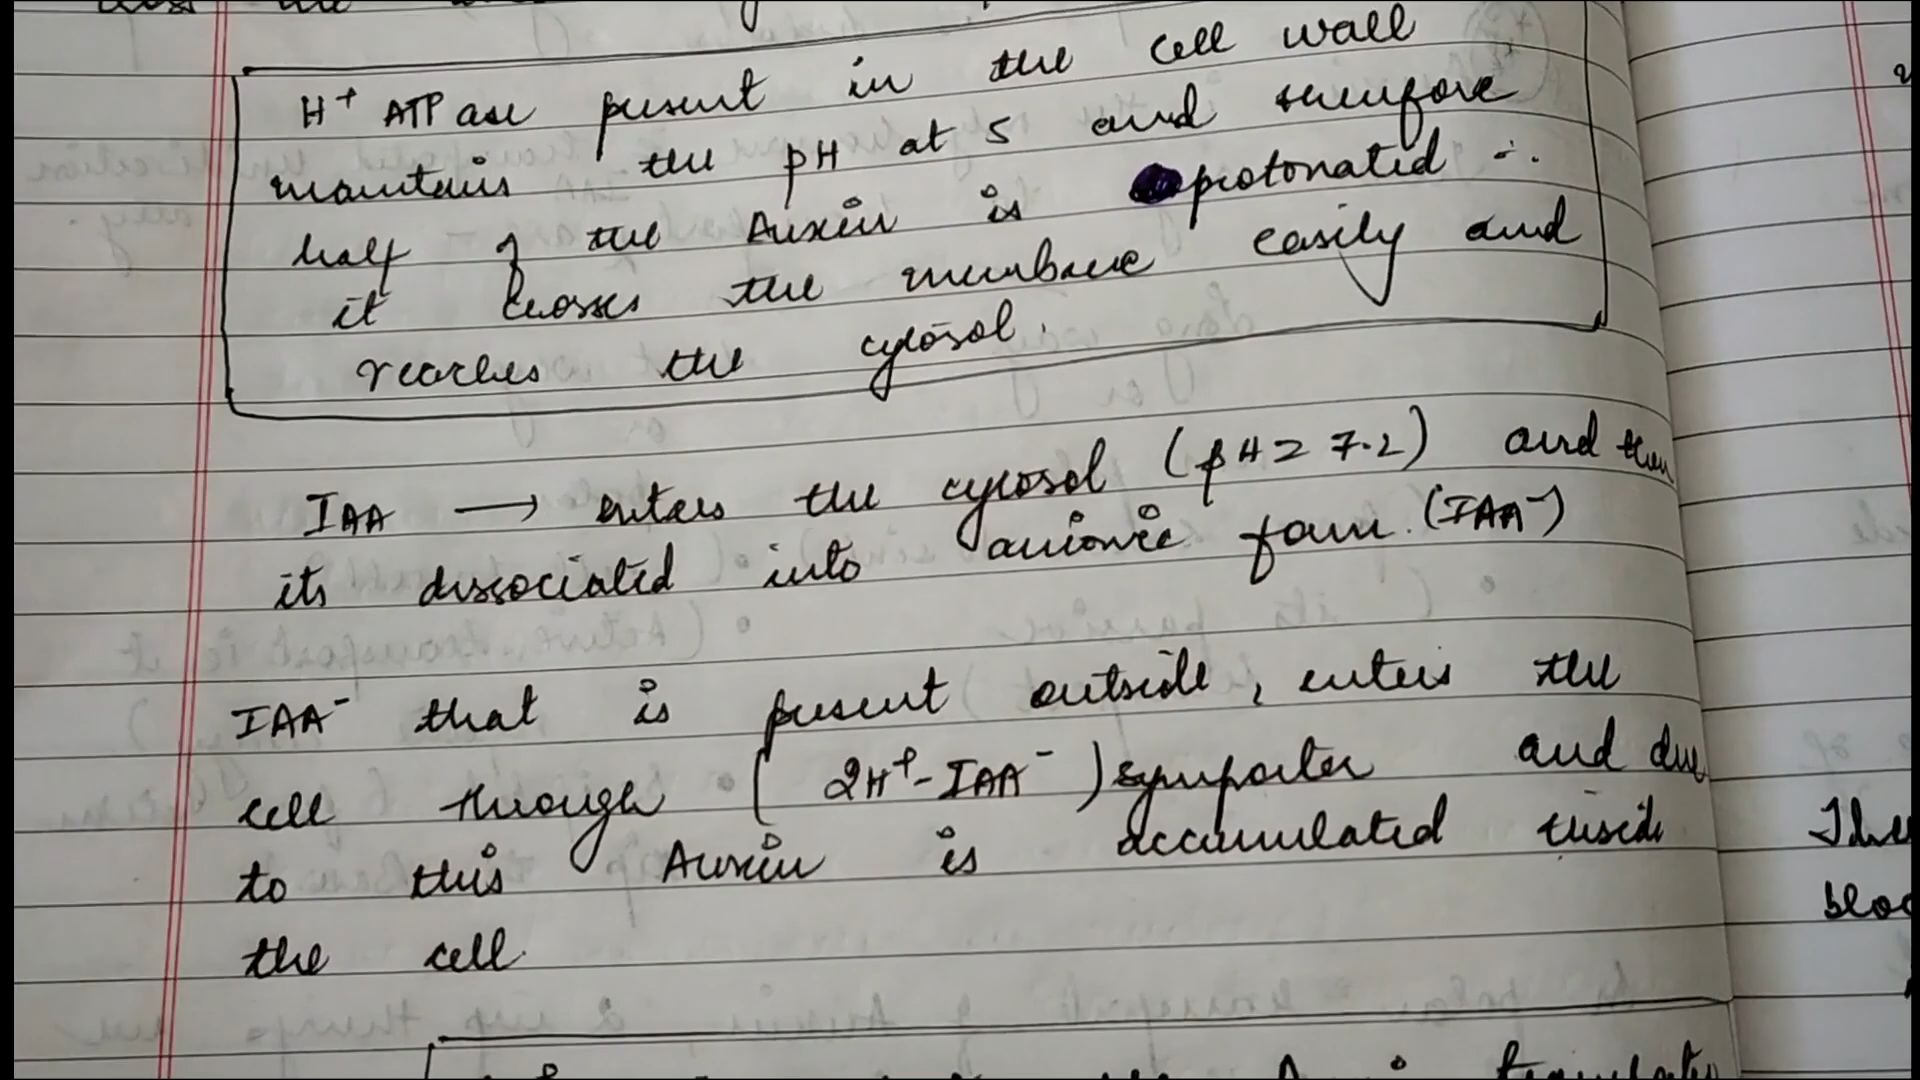 H+ ATPase present in the cell wall
maintains the pH at 5 and therefore
half of the Auxin is protonated ∴
it crosses the membrane easily and
reaches the cytosol.
IAA → enters the cytosol (pH = 7.2) and then
its dissociated into anionic form. (IAA-)
IAA- that is present outside, enters the
cell through (2H+-IAA-) symporter and due
to this Auxin is accumulated inside
the cell.